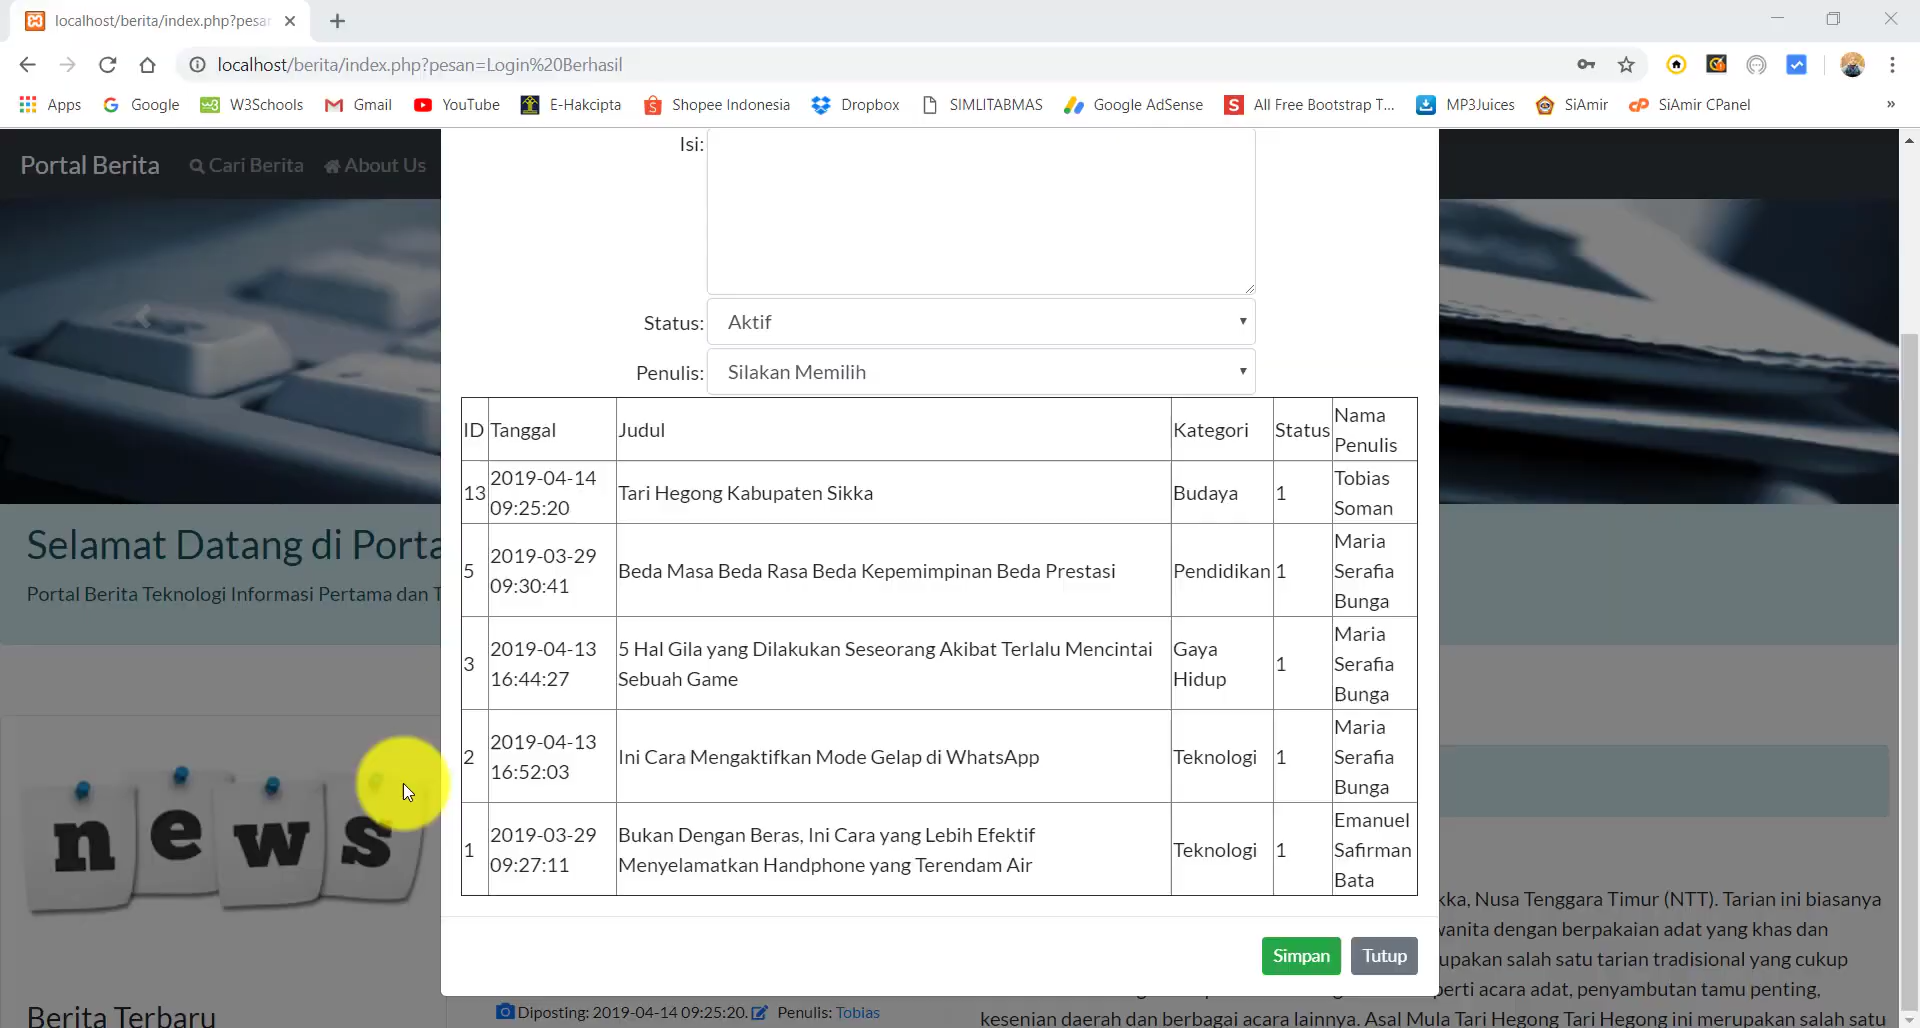 localhost/berita/index.php?pesa
localhost/berita/index.php?pesan=Login%20Berhasil
Apps Google W3Schools Gmail YouTube E-Hakcipta Shopee Indonesia Dropbox SIMLITABMAS Google AdSense All Free Bootstrap T... MP3Juices SiAmir SiAmir CPanel »
Portal Berita Cari Berita About Us
Isi:
Status: Aktif
Penulis: Silakan Memilih
ID Tanggal Judul Kategori Status Nama
Penulis
13 2019-04-14
09:25:20 Tari Hegong Kabupaten Sikka Budaya 1 Tobias
Soman
5 2019-03-29
09:30:41 Beda Masa Beda Rasa Beda Kepemimpinan Beda Prestasi Pendidikan 1 Maria
Serafia
Bunga
3 2019-04-13
16:44:27 5 Hal Gila yang Dilakukan Seseorang Akibat Terlalu Mencintai
Sebuah Game Gaya
Hidup 1 Maria
Serafia
Bunga
2 2019-04-13
16:52:03 Ini Cara Mengaktifkan Mode Gelap di WhatsApp Teknologi 1 Maria
Serafia
Bunga
1 2019-03-29
09:27:11 Bukan Dengan Beras, Ini Cara yang Lebih Efektif
Menyelamatkan Handphone yang Terendam Air Teknologi 1 Emanuel
Safirman
Bata
Simpan Tutup
Selamat Datang di Porta
Portal Berita Teknologi Informasi Pertama dan T
news
Berita Terbaru
Diposting: 2019-04-14 09:25:20. Penulis: Tobias
kka, Nusa Tenggara Timur (NTT). Tarian ini biasanya
wanita dengan berpakaian adat yang khas dan
upakan salah satu tarian tradisional yang cukup
perti acara adat, penyambutan tamu penting,
kesenian daerah dan berbagai acara lainnya. Asal Mula Tari Hegong Tari Hegong ini merupakan salah satu